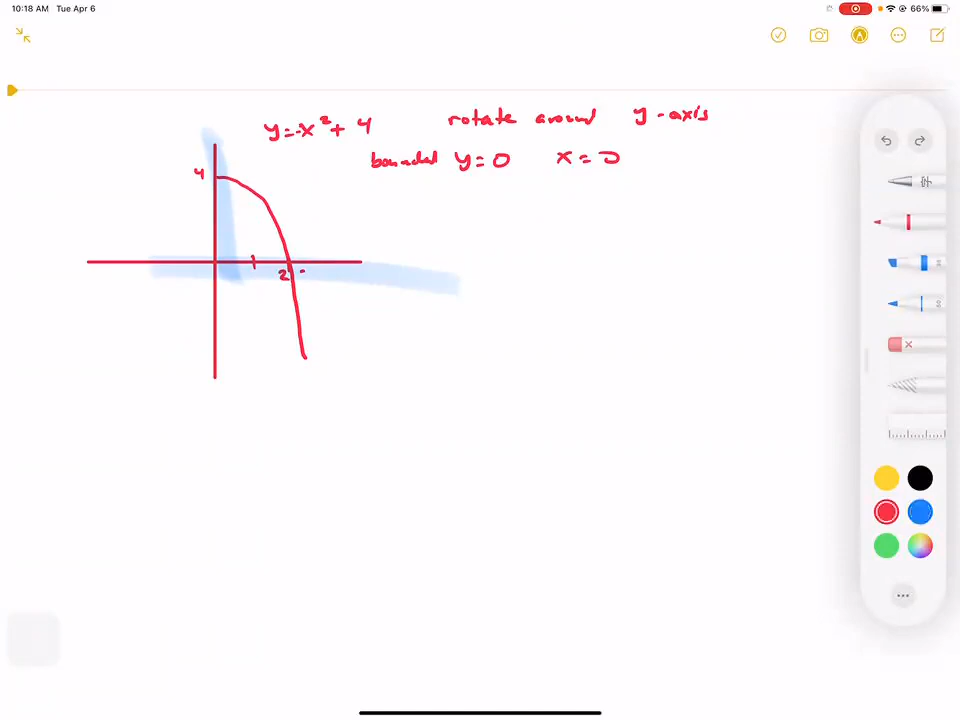 10:18 AM Tue Apr 6
66%
y=-x²+4 rotate around y-axis
bounded y=0 x=0
4
1
2